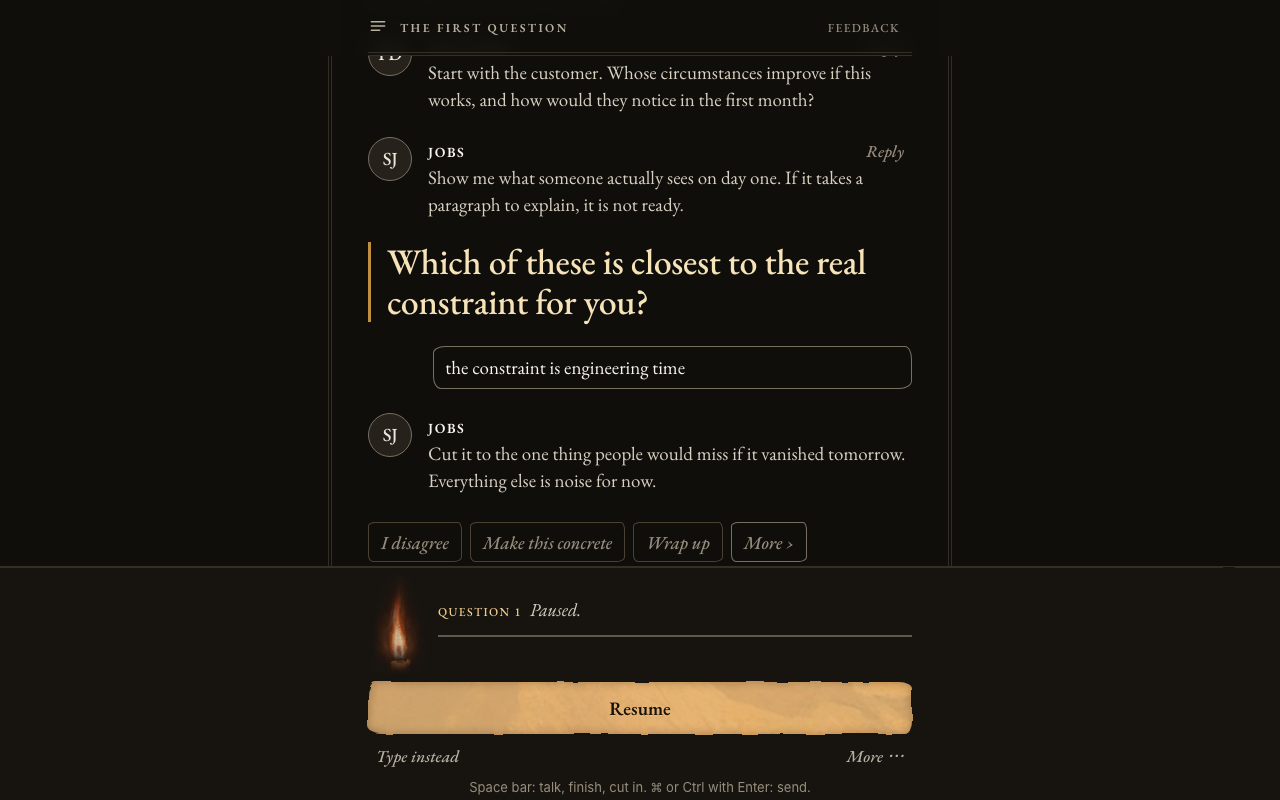 THE FIRST QUESTION
FEEDBACK
Start with the customer. Whose circumstances improve if this
works, and how would they notice in the first month?
SJ
JOBS
Reply
Show me what someone actually sees on day one. If it takes a
paragraph to explain, it is not ready.
Which of these is closest to the real
constraint for you?
the constraint is engineering time
SJ
JOBS
Cut it to the one thing people would miss if it vanished tomorrow.
Everything else is noise for now.
I disagree
Make this concrete
Wrap up
More ›
QUESTION 1 Paused.
Resume
Type instead
More ···
Space bar: talk, finish, cut in. ⌘ or Ctrl with Enter: send.